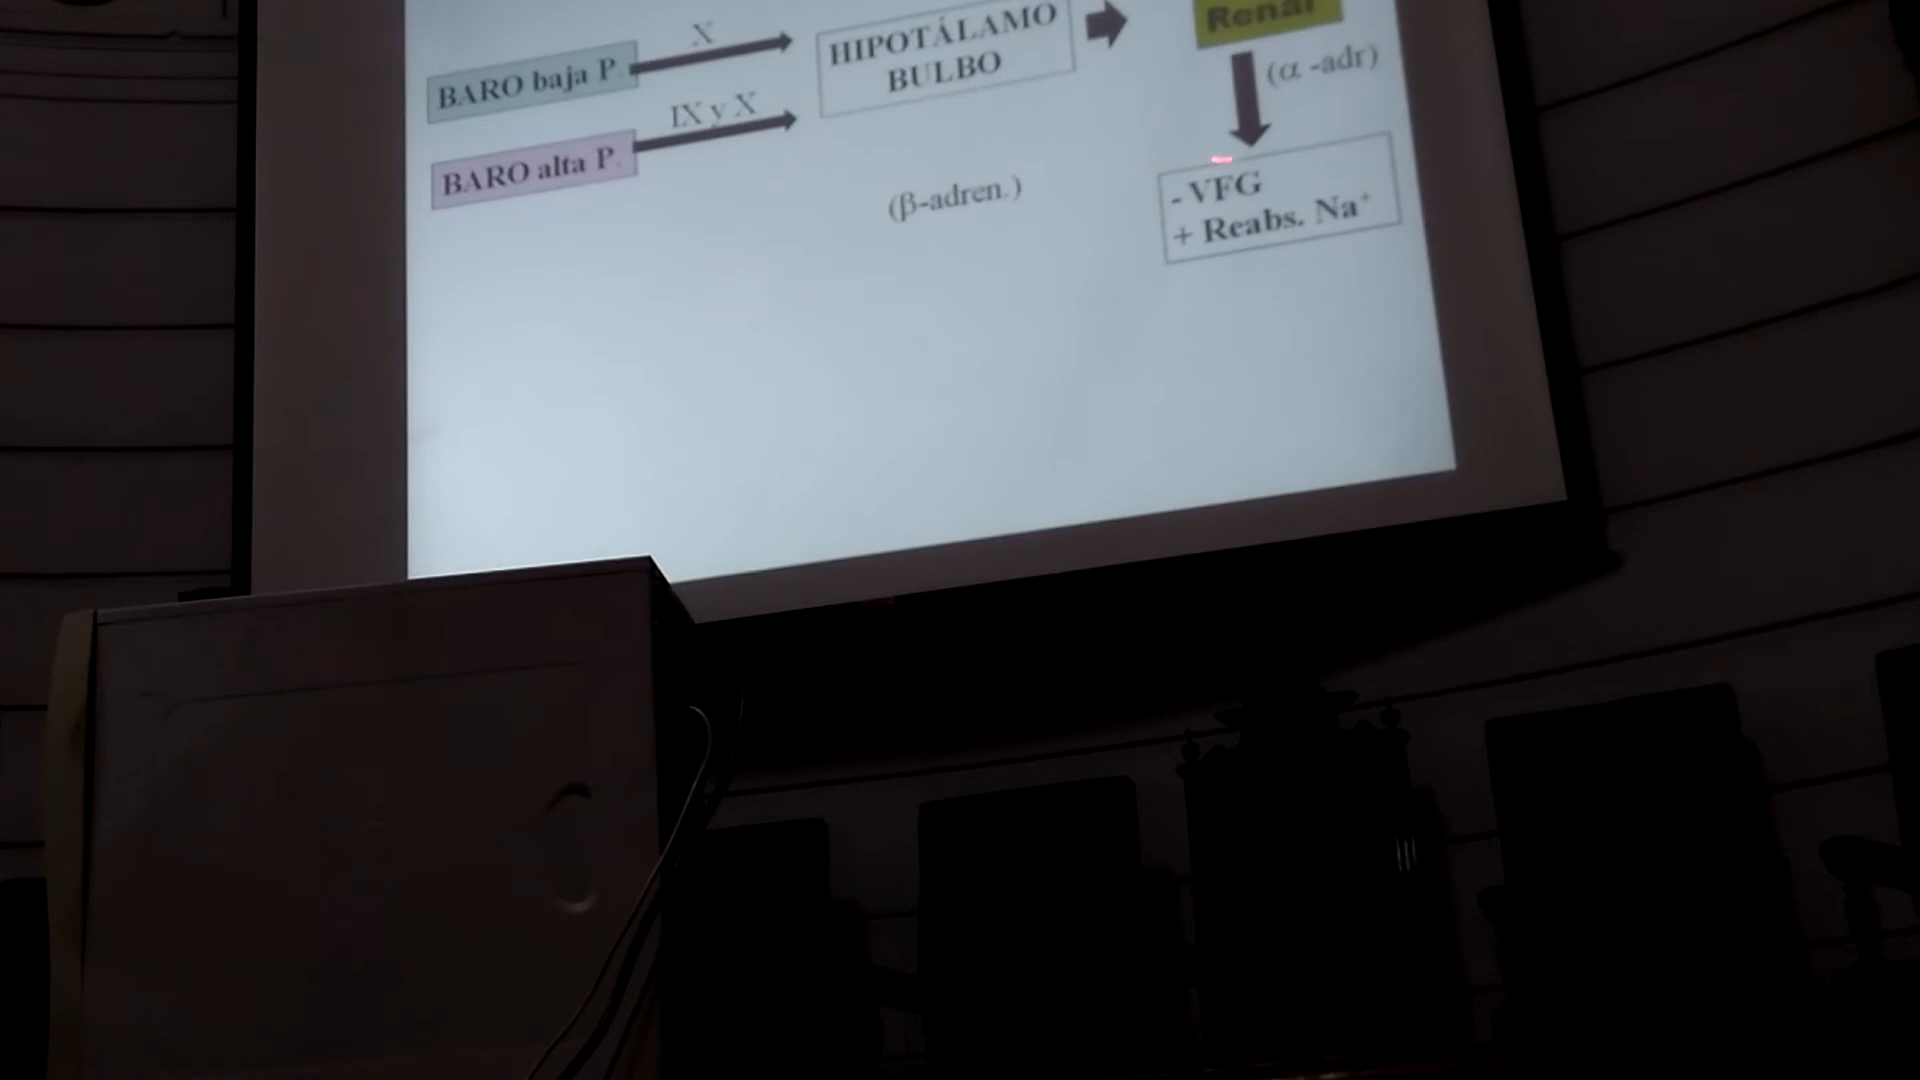 X
BARO baja P.
HIPOTÁLAMO
BULBO
Renal
(α -adr)
IX y X
BARO alta P.
(β-adren.)
- VFG
+ Reabs. Na⁺